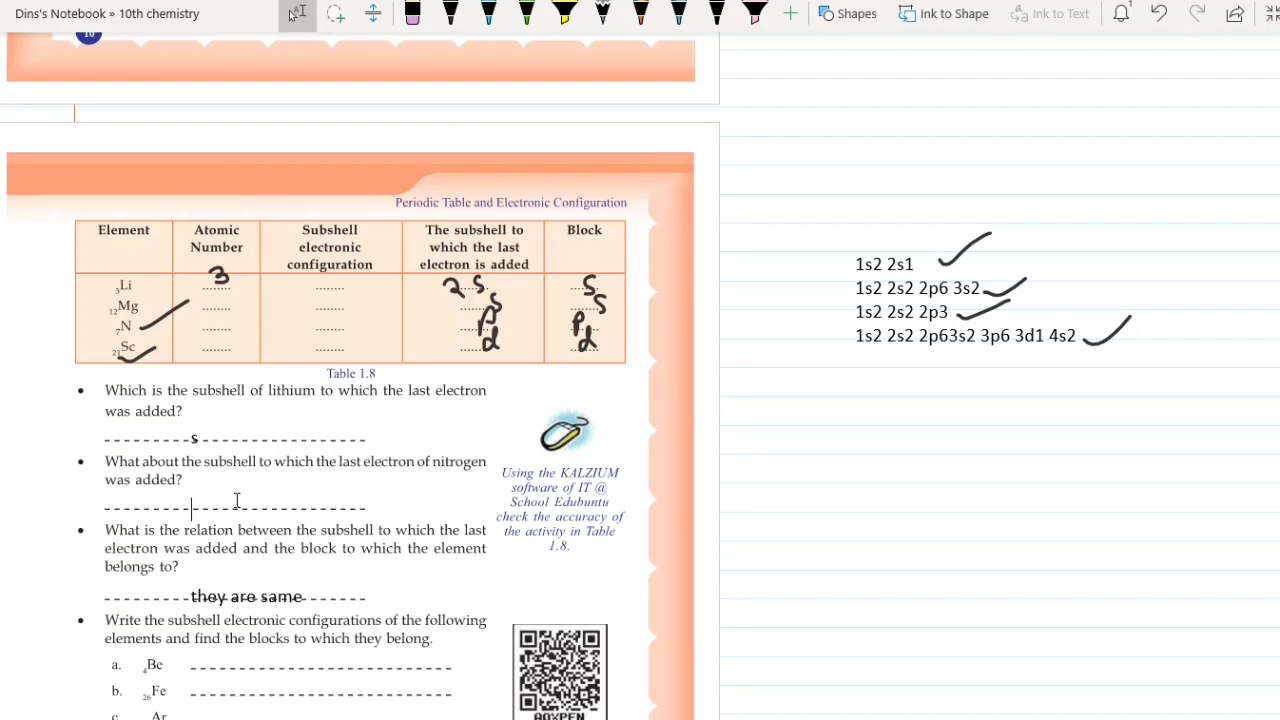 Dins's Notebook » 10th chemistry
Shapes
Ink to Shape
Ink to Text
1
10
Periodic Table and Electronic Configuration
Element Atomic Number Subshell electronic configuration The subshell to which the last electron is added Block
3Li 3 ........ 2s s
12Mg ........ ........ s s
7N ........ ........ p p
21Sc ........ ........ d d
Table 1.8
• Which is the subshell of lithium to which the last electron
was added?
s
• What about the subshell to which the last electron of nitrogen
was added?
• What is the relation between the subshell to which the last
electron was added and the block to which the element
belongs to?
they are same
• Write the subshell electronic configurations of the following
elements and find the blocks to which they belong.
a. 4Be
b. 26Fe
c. Ar
Using the KALZIUM
software of IT @
School Edubuntu
check the accuracy of
the activity in Table
1.8.
AQXPEN
1s2 2s1
1s2 2s2 2p6 3s2
1s2 2s2 2p3
1s2 2s2 2p63s2 3p6 3d1 4s2